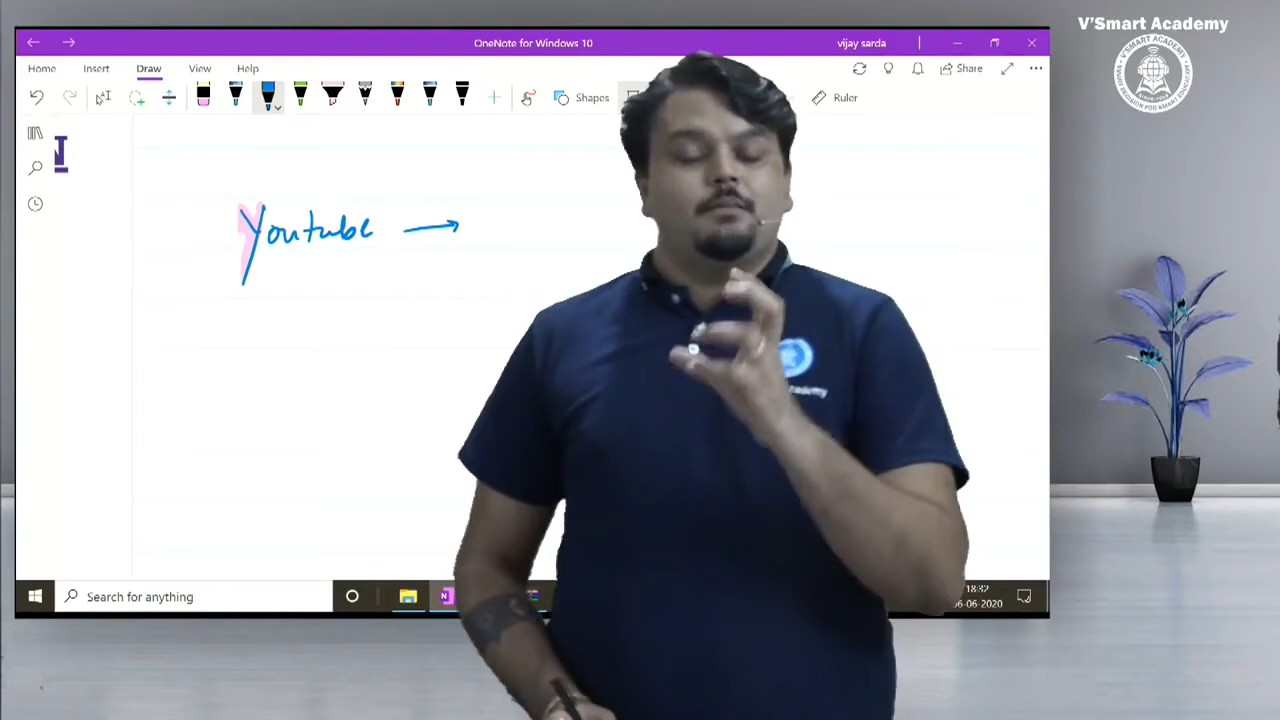 V'Smart Academy
OneNote for Windows 10
vijay sarda
Home Insert Draw View Help
Share
Shapes
Ruler
Youtube →
Search for anything
18:32
06-06-2020